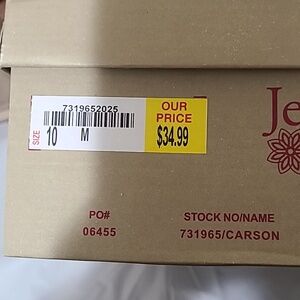 7319652025
SIZE
10 M
OUR
PRICE
$34.99
Je
PO#
06455
STOCK NO/NAME
731965/CARSON